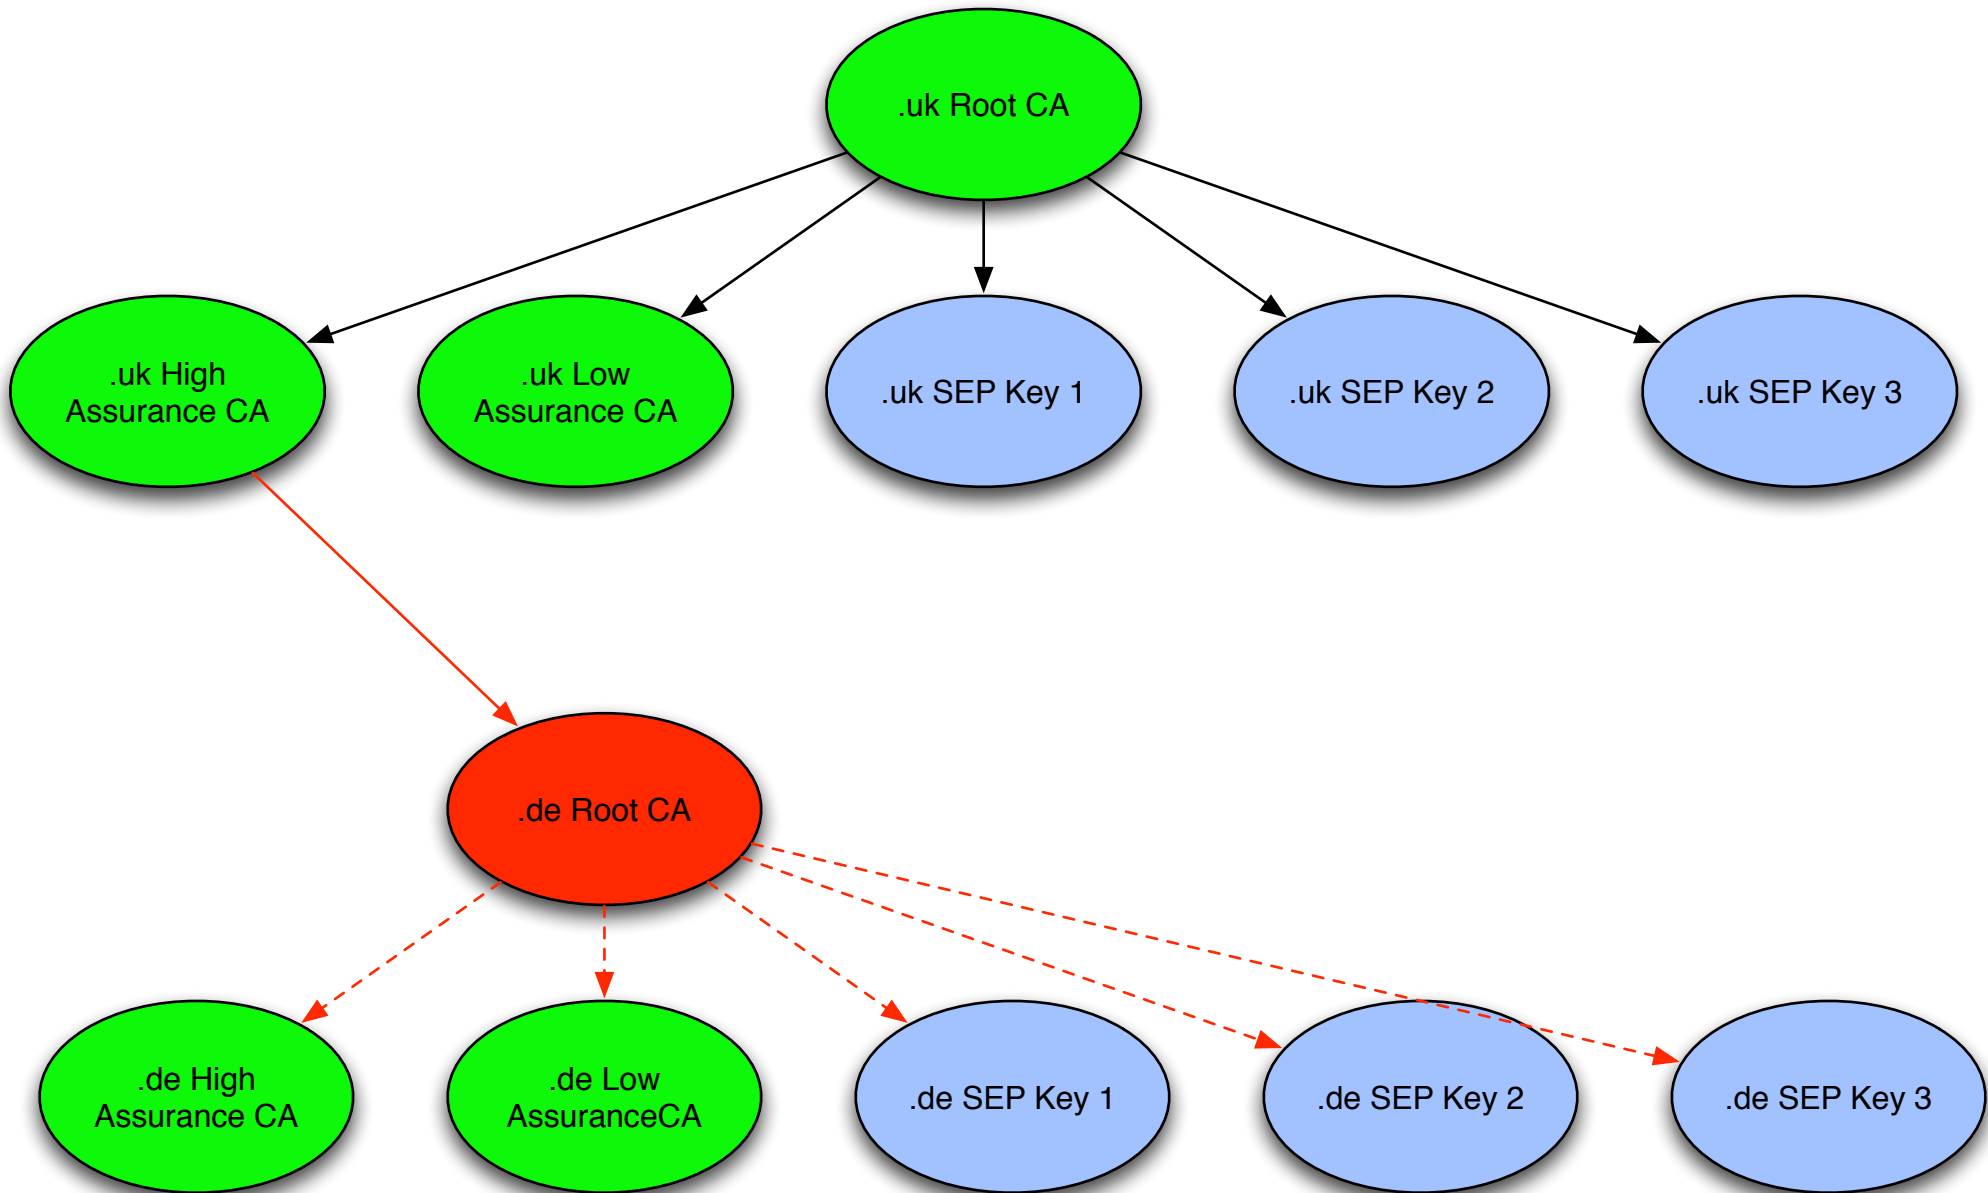 .uk Root CA
.uk High
Assurance CA
.uk Low
Assurance CA
.uk SEP Key 1
.uk SEP Key 2
.uk SEP Key 3
.de Root CA
.de High
Assurance CA
.de Low
AssuranceCA
.de SEP Key 1
.de SEP Key 2
.de SEP Key 3